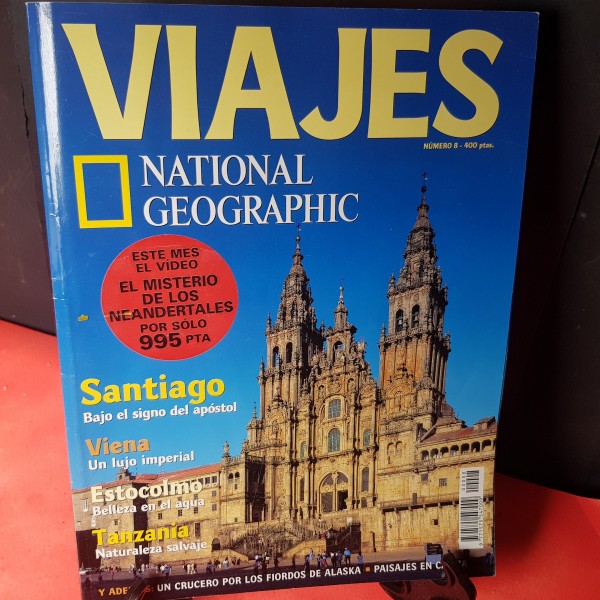 VIAJES
NÚMERO 8 - 400 ptas.
NATIONAL
GEOGRAPHIC
ESTE MES
EL VÍDEO
EL MISTERIO
DE LOS
NEANDERTALES
POR SÓLO
995 PTA
Santiago
Bajo el signo del apóstol
Viena
Un lujo imperial
Estocolmo
Belleza en el agua
Tanzania
Naturaleza salvaje
UN CRUCERO POR LOS FIORDOS DE ALASKA ▪ PAISAJES EN